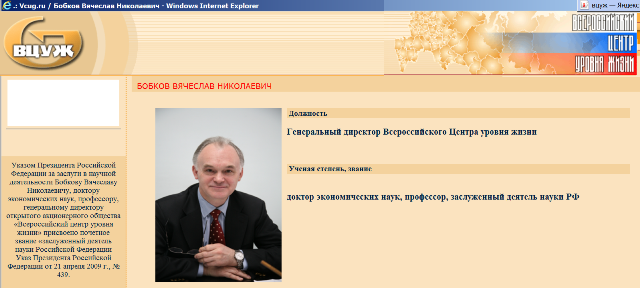 .: Vcug.ru / Бобков Вячеслав Николаевич - Windows Internet Explorer
вцуж — Яндекс
ВЦУЖ
ВСЕРОССИЙСКИЙ
ЦЕНТР
УРОВНЯ ЖИЗНИ
БОБКОВ ВЯЧЕСЛАВ НИКОЛАЕВИЧ
Указом Президента Российской
Федерации за заслуги в научной
деятельности Бобкову Вячеславу
Николаевичу, доктору
экономических наук, профессору,
генеральному директору
открытого акционерного общества
«Всероссийский центр уровня
жизни» присвоено почетное
звание «заслуженный деятель
науки Российской Федерации
Указ Президента Российской
Федерации от 21 апреля 2009 г., №
439.
Должность
Генеральный директор Всероссийского Центра уровня жизни
Ученая степень, звание
доктор экономических наук, профессор, заслуженный деятель науки РФ